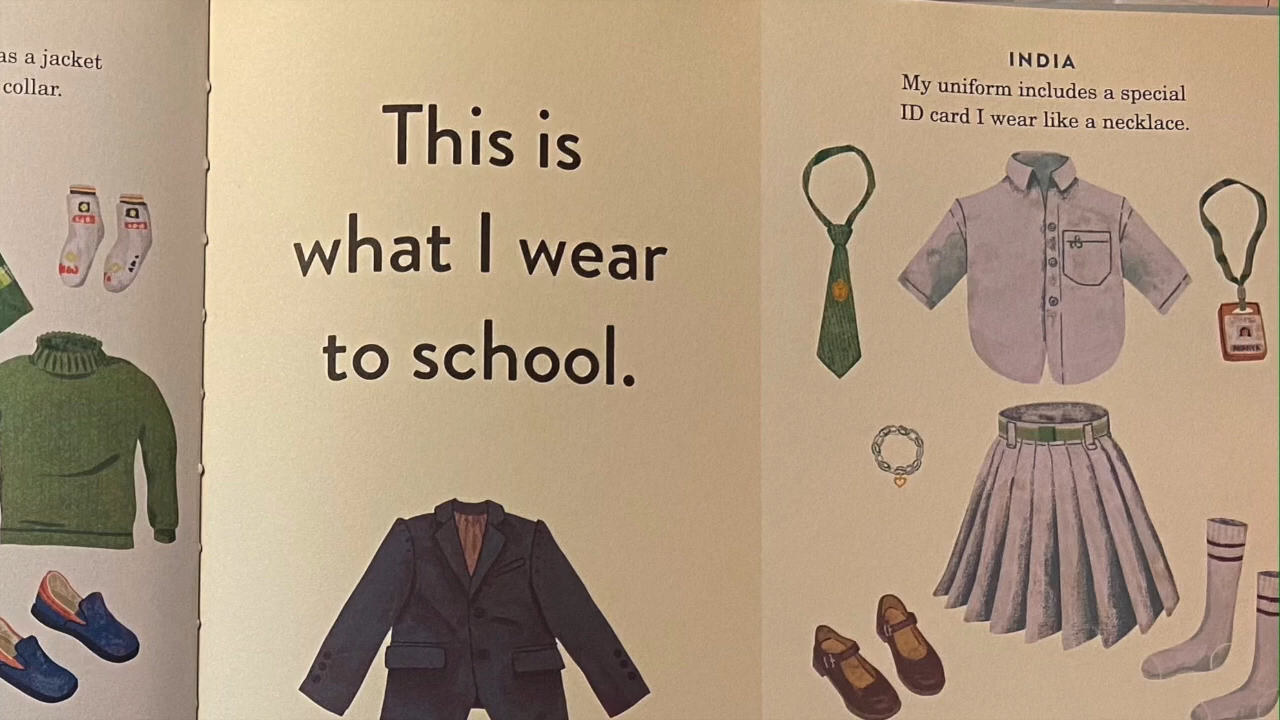 as a jacket
collar.
This is
what I wear
to school.
INDIA
My uniform includes a special
ID card I wear like a necklace.